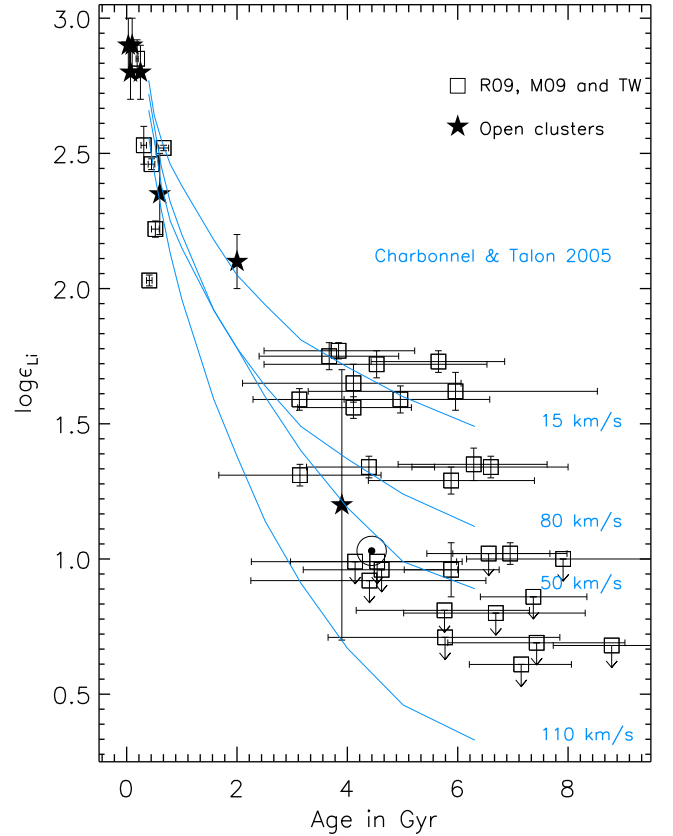 3.0
R09, M09 and TW
Open clusters
2.5
Charbonnel & Talon 2005
2.0
logϵLi
1.5
15 km/s
80 km/s
1.0
50 km/s
0.5
110 km/s
0 2 4 6 8
Age in Gyr